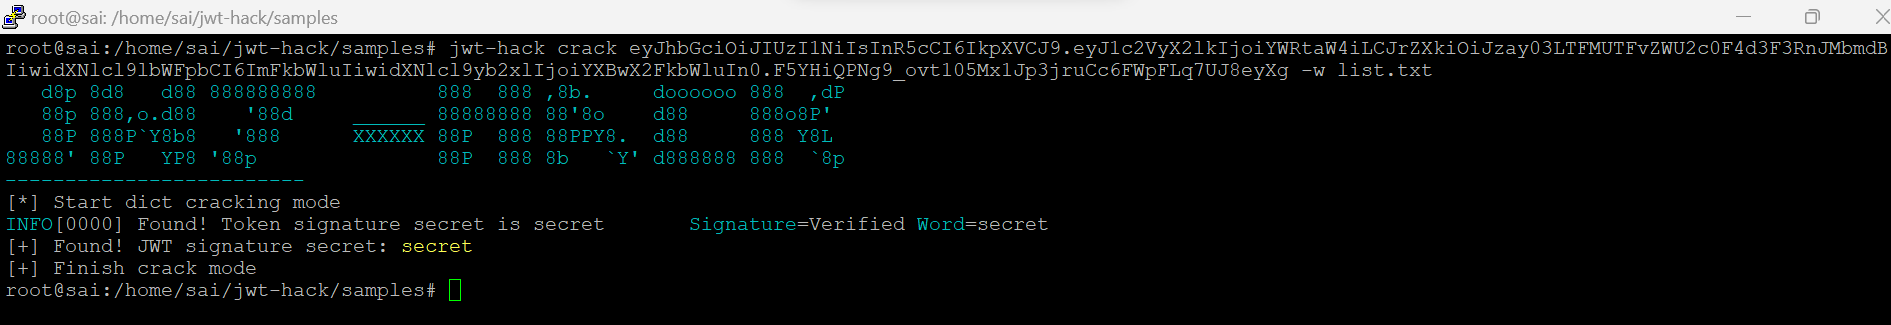 root@sai: /home/sai/jwt-hack/samples
root@sai:/home/sai/jwt-hack/samples# jwt-hack crack eyJhbGciOiJIUzI1NiIsInR5cCI6IkpXVCJ9.eyJ1c2VyX2lkIjoiYWRtaW4iLCJrZXkiOiJzay03LTFMUTFvZWU2c0F4d3F3RnJMbmdB
IiwidXNlcl9lbWFpbCI6ImFkbWluIiwidXNlcl9yb2xlIjoiYXBwX2FkbWluIn0.F5YHiQPNg9_ovt105Mx1Jp3jruCc6FWpFLq7UJ8eyXg -w list.txt
   d8p 8d8   d88 888888888          888  888 ,8b.     doooooo 888  ,dP
   88p 888,o.d88    '88d     ______ 88888888 88'8o    d88     888o8P'
   88P 888P`Y8b8   '888      XXXXXX 88P  888 88PPY8.  d88     888 Y8L
88888' 88P   YP8 '88p               88P  888 8b   `Y' d888888 888  `8p
-------------------------
[*] Start dict cracking mode
INFO[0000] Found! Token signature secret is secret       Signature=Verified Word=secret
[+] Found! JWT signature secret: secret
[+] Finish crack mode
root@sai:/home/sai/jwt-hack/samples#